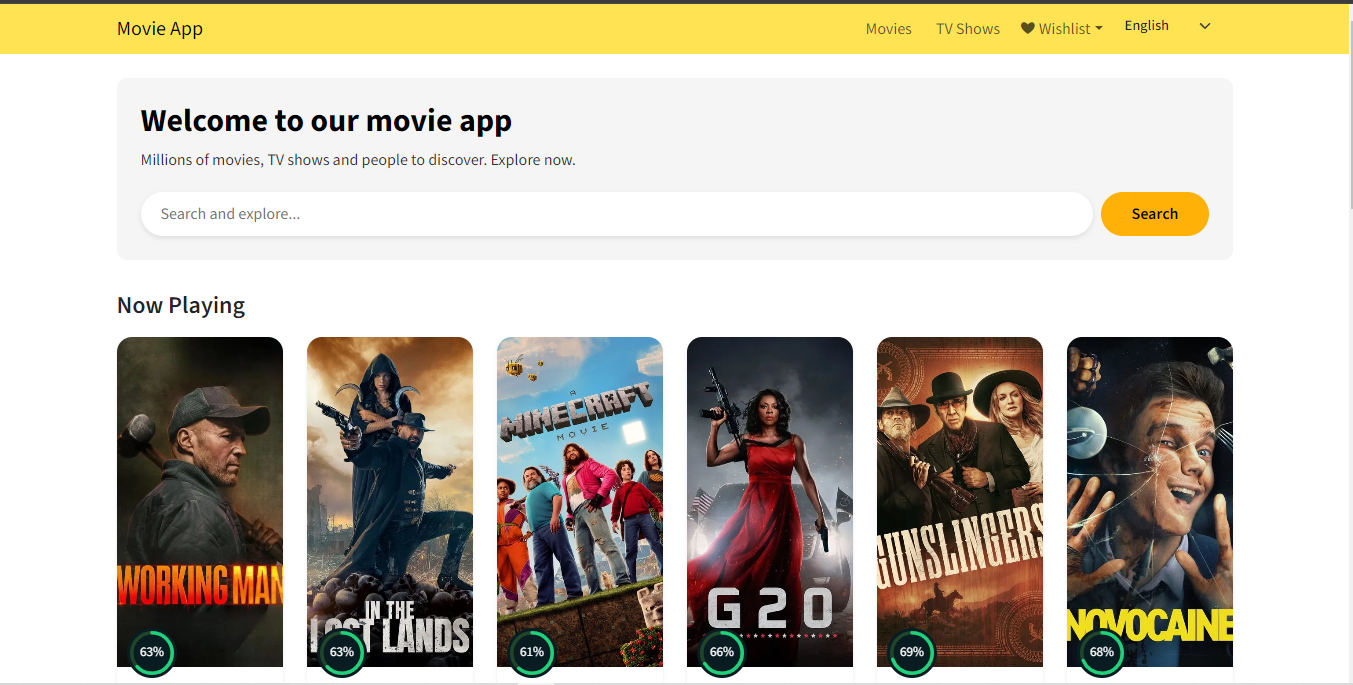 Movie App
Movies TV Shows Wishlist English
Welcome to our movie app
Millions of movies, TV shows and people to discover. Explore now.
Search and explore...
Search
Now Playing
WORKING MAN
63%
IN THE
LOST LANDS
63%
A
MINECRAFT
MOVIE
61%
G20
66%
GUNSLINGERS
69%
NOVOCAINE
68%